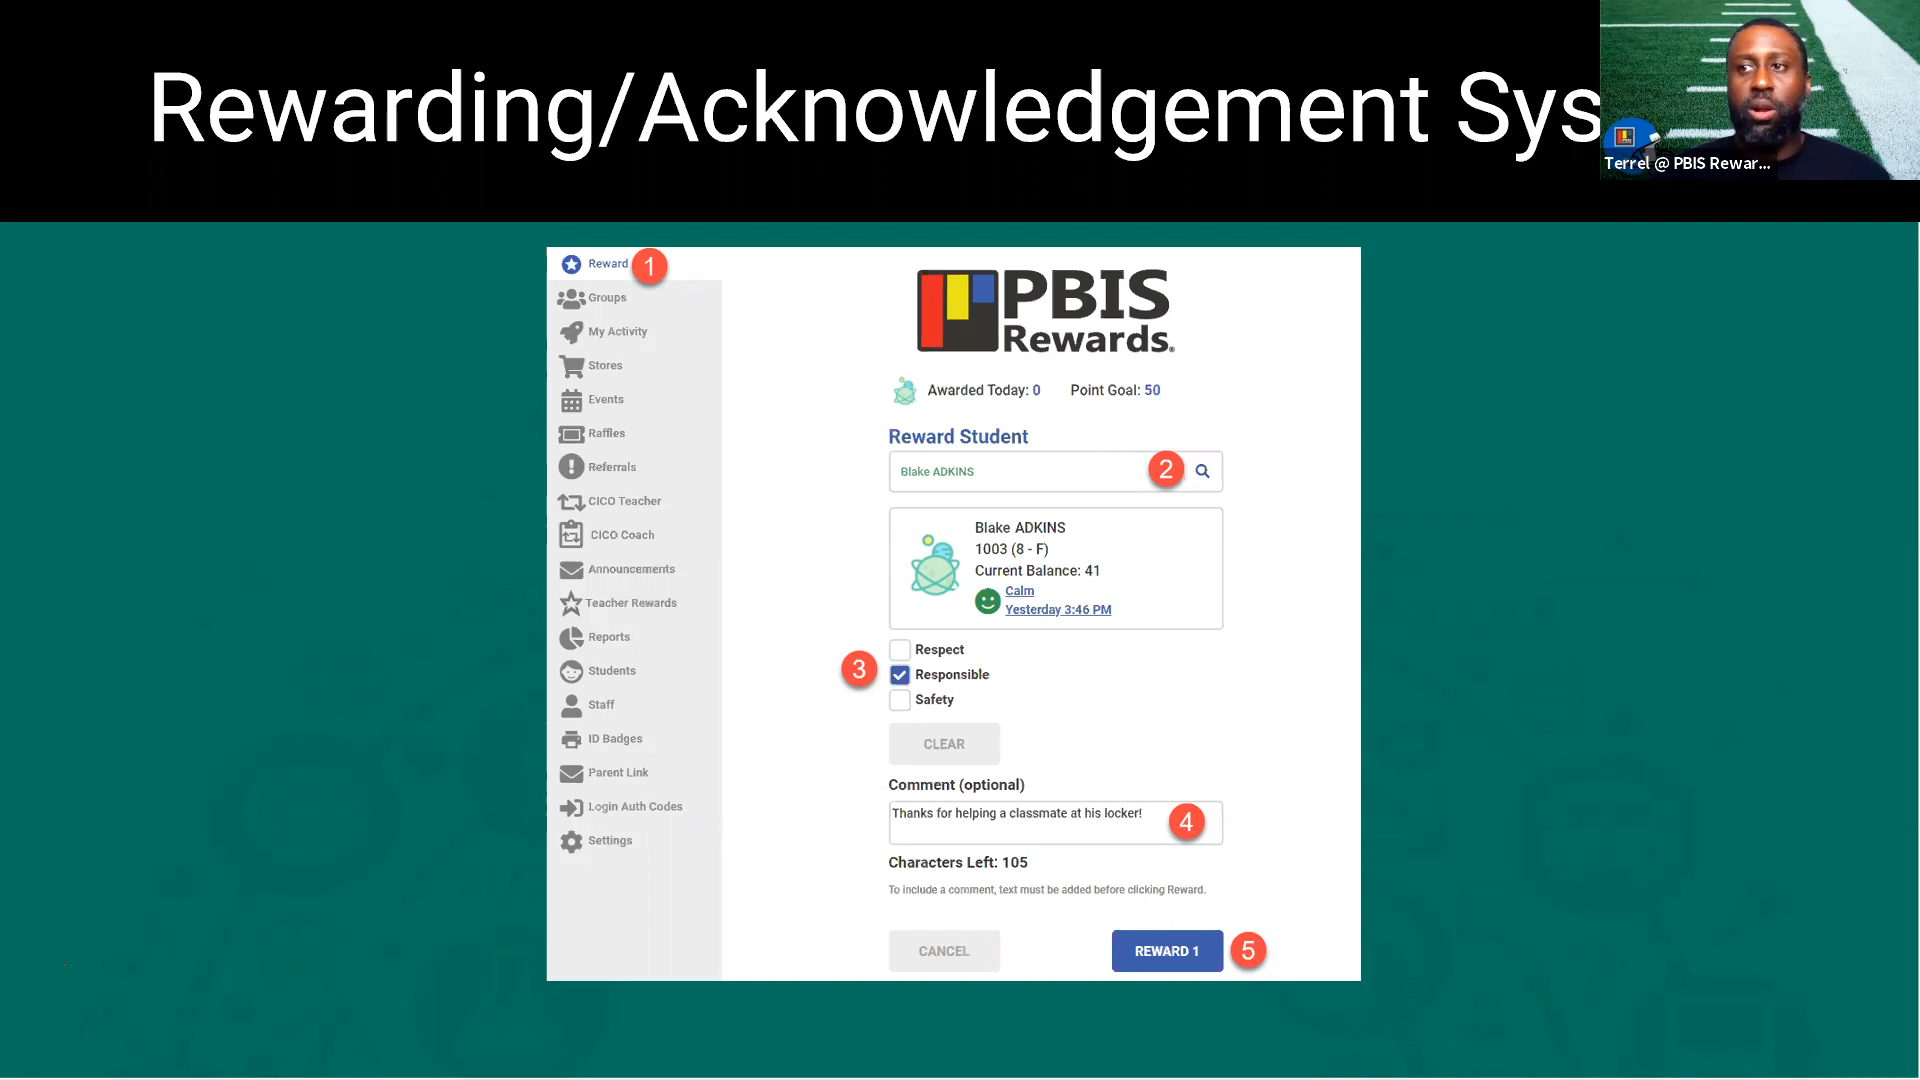 Rewarding/Acknowledgement Sys
Terrel @ PBIS Rewar...
Reward 1
Groups
My Activity
Stores
Events
Raffles
Referrals
CICO Teacher
CICO Coach
Announcements
Teacher Rewards
Reports
Students
Staff
ID Badges
Parent Link
Login Auth Codes
Settings
PBIS
Rewards®
Awarded Today: 0 Point Goal: 50
Reward Student
Blake ADKINS 2
Blake ADKINS
1003 (8 - F)
Current Balance: 41
Calm
Yesterday 3:46 PM
Respect
3 Responsible
Safety
CLEAR
Comment (optional)
Thanks for helping a classmate at his locker! 4
Characters Left: 105
To include a comment, text must be added before clicking Reward.
CANCEL REWARD 1 5